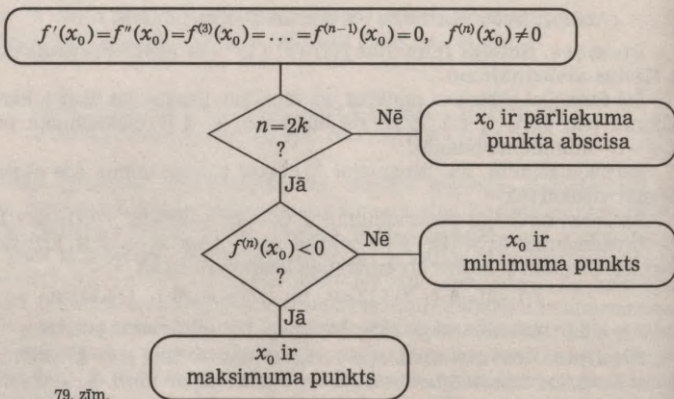 f′(x₀)=f″(x₀)=f⁽³⁾(x₀)=...=f⁽ⁿ⁻¹⁾(x₀)=0, f⁽ⁿ⁾(x₀)≠0
n=2k
?
Nē
x₀ ir pārliekuma
punkta abscisa
Jā
f⁽ⁿ⁾(x₀)<0
?
Nē
x₀ ir
minimuma punkts
Jā
x₀ ir
maksimuma punkts
79. zīm.